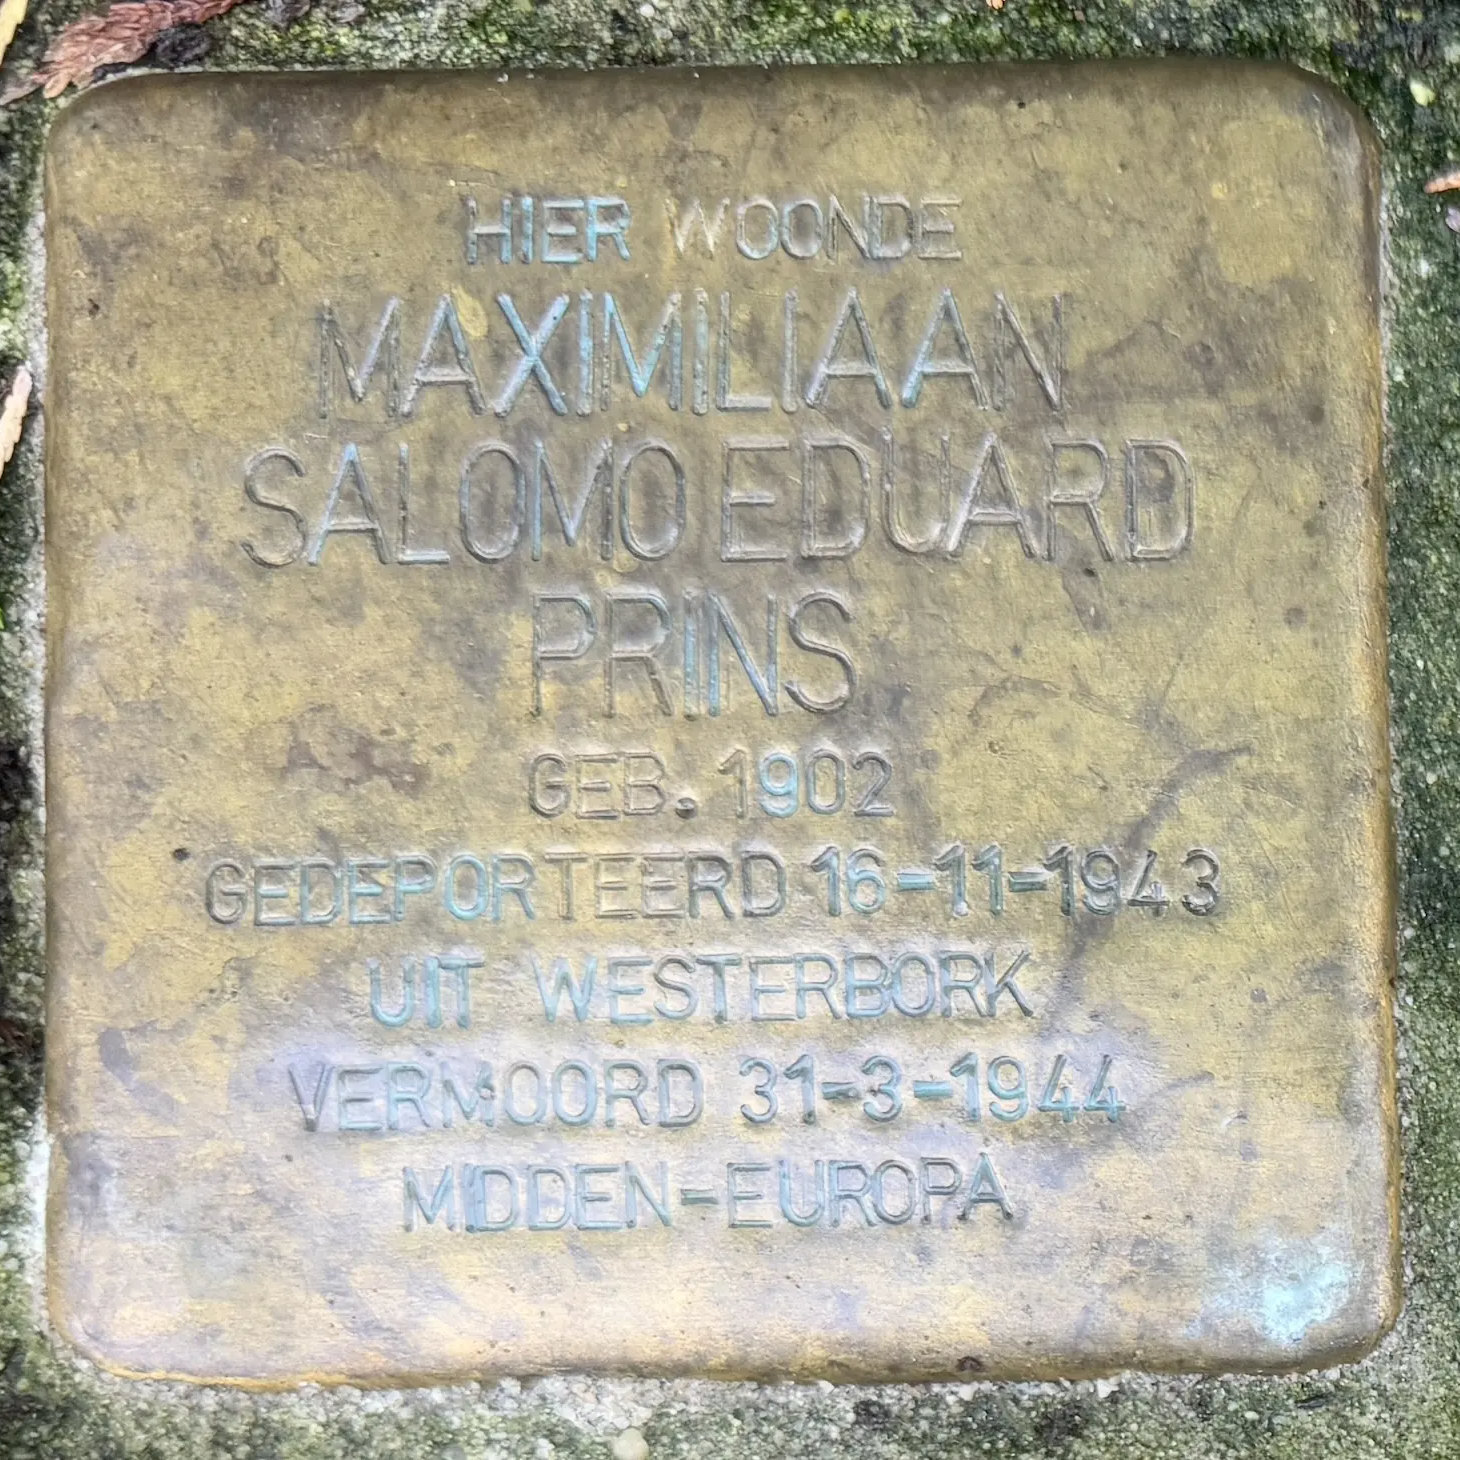 HIER WOONDE
MAXIMILIAAN
SALOMO EDUARD
PRINS
GEB. 1902
GEDEPORTEERD 16-11-1943
UIT WESTERBORK
VERMOORD 31-3-1944
MIDDEN-EUROPA